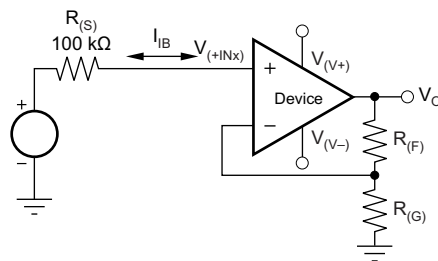 R(S)
100 kΩ
IIB
V(+INx)
+
−
+
−
Device
V(V+)
V(V–)
VO
R(F)
R(G)